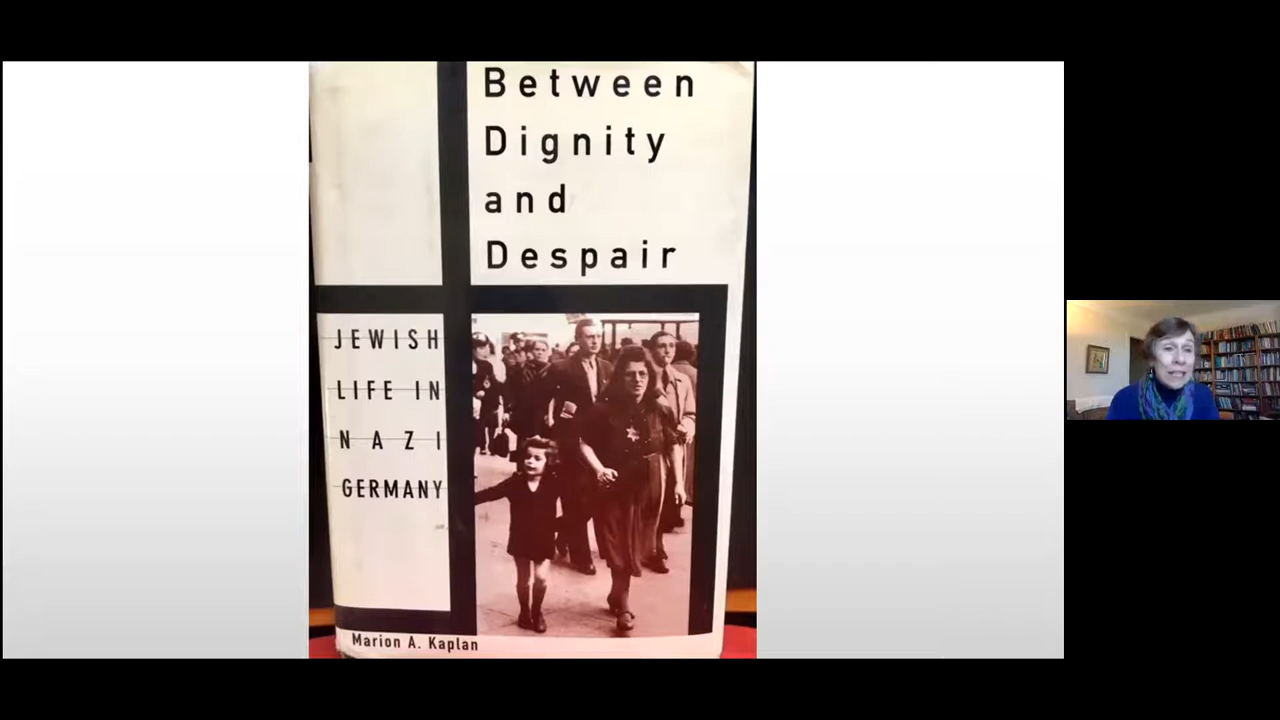 Between
Dignity
and
Despair
JEWISH
LIFE IN
NAZI
GERMANY
Marion A. Kaplan